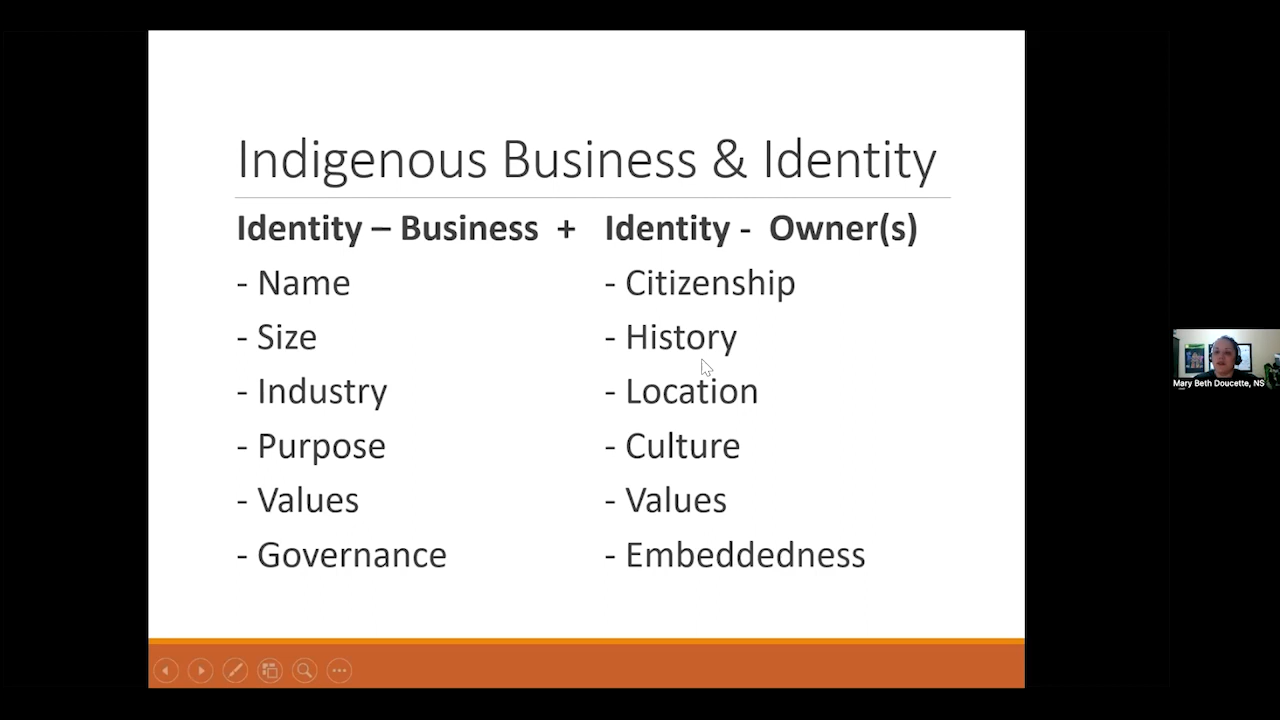 Indigenous Business & Identity
Identity – Business + Identity - Owner(s)
- Name
- Size
- Industry
- Purpose
- Values
- Governance
- Citizenship
- History
- Location
- Culture
- Values
- Embeddedness
Mary Beth Doucette, NS